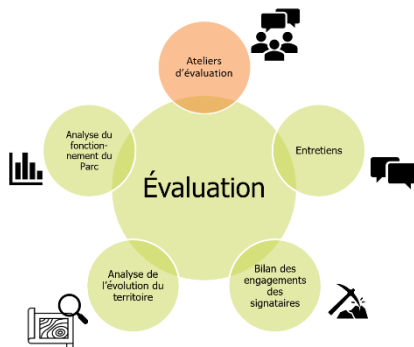 Ateliers
d'évaluation
Analyse du
fonction-
nement du
Parc
Entretiens
Évaluation
Analyse de
l'évolution du
territoire
Bilan des
engagements
des
signataires